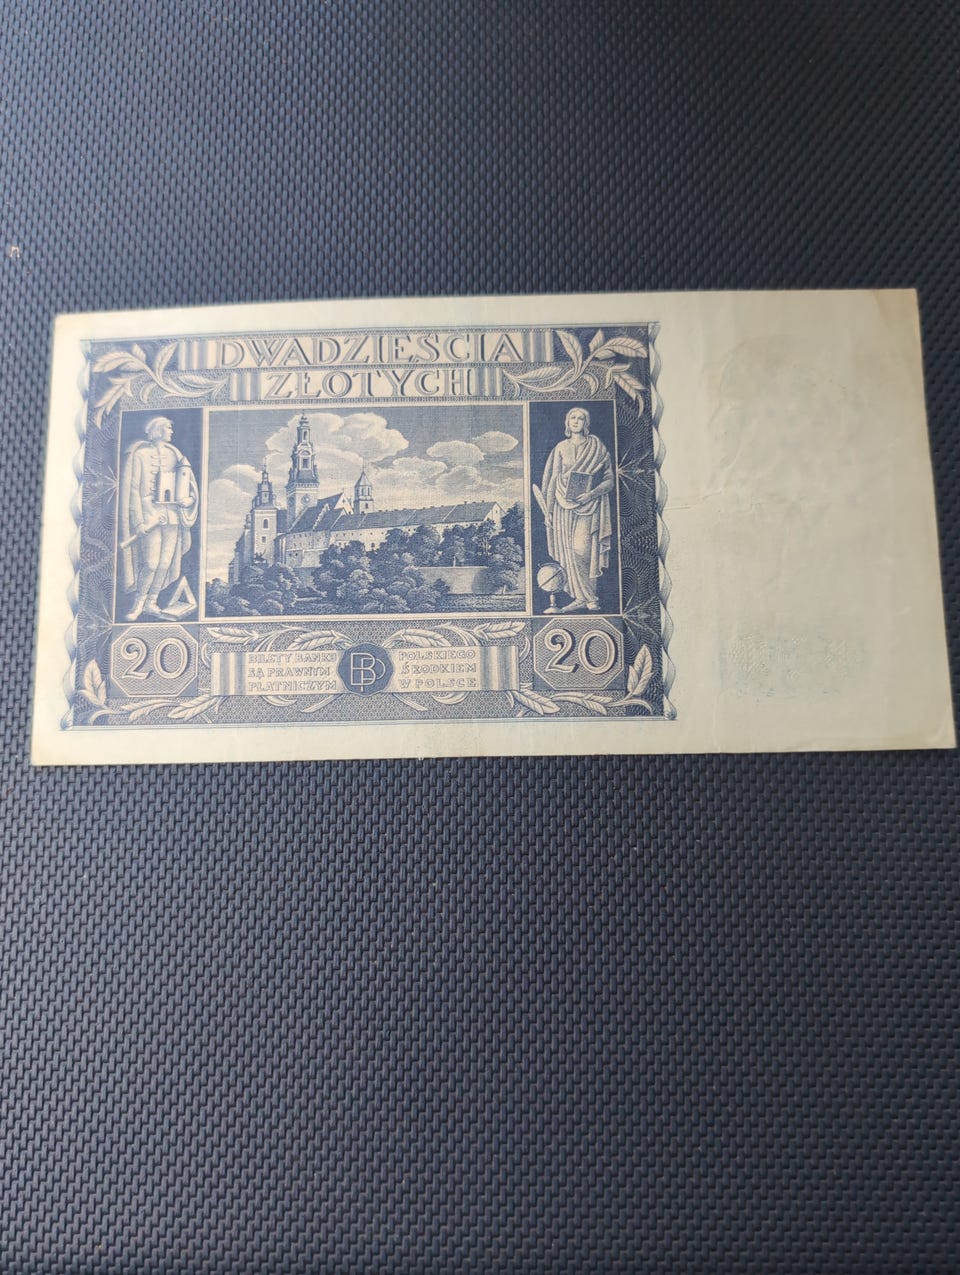 DWADZIEŚCIA
ZŁOTYCH
20
BILETY BANKU
SĄ PRAWNYM
PŁATNICZYM
BP
POLSKIEGO
ŚRODKIEM
W POLSCE
20